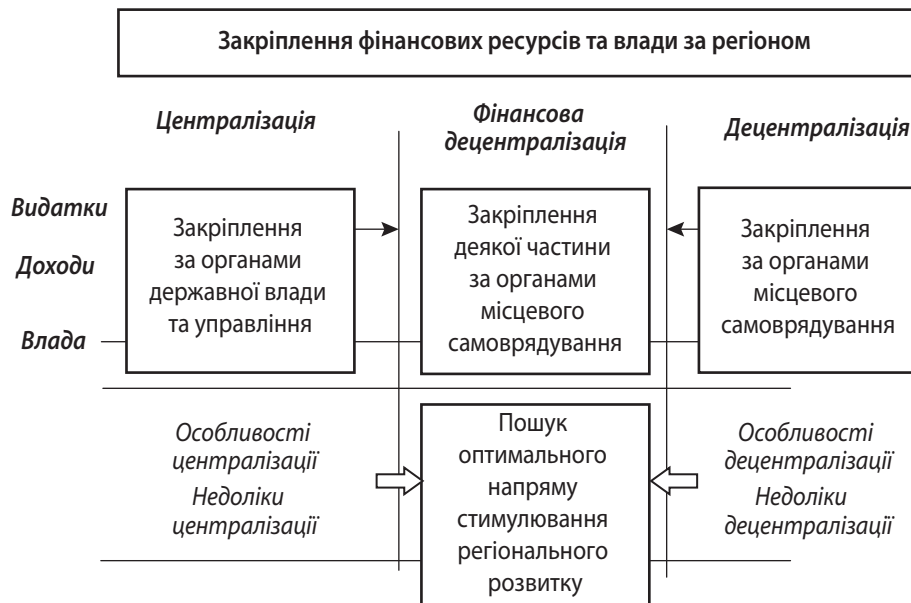 Закріплення фінансових ресурсів та влади за регіоном
Централізація
Фінансова
децентралізація
Децентралізація
Видатки
Доходи
Влада
Закріплення
за органами
державної влади
та управління
Закріплення
деякої частини
за органами
місцевого
самоврядування
Закріплення
за органами
місцевого
самоврядування
Особливості
централізації
Недоліки
централізації
Пошук
оптимального
напряму
стимулювання
регіонального
розвитку
Особливості
децентралізації
Недоліки
децентралізації